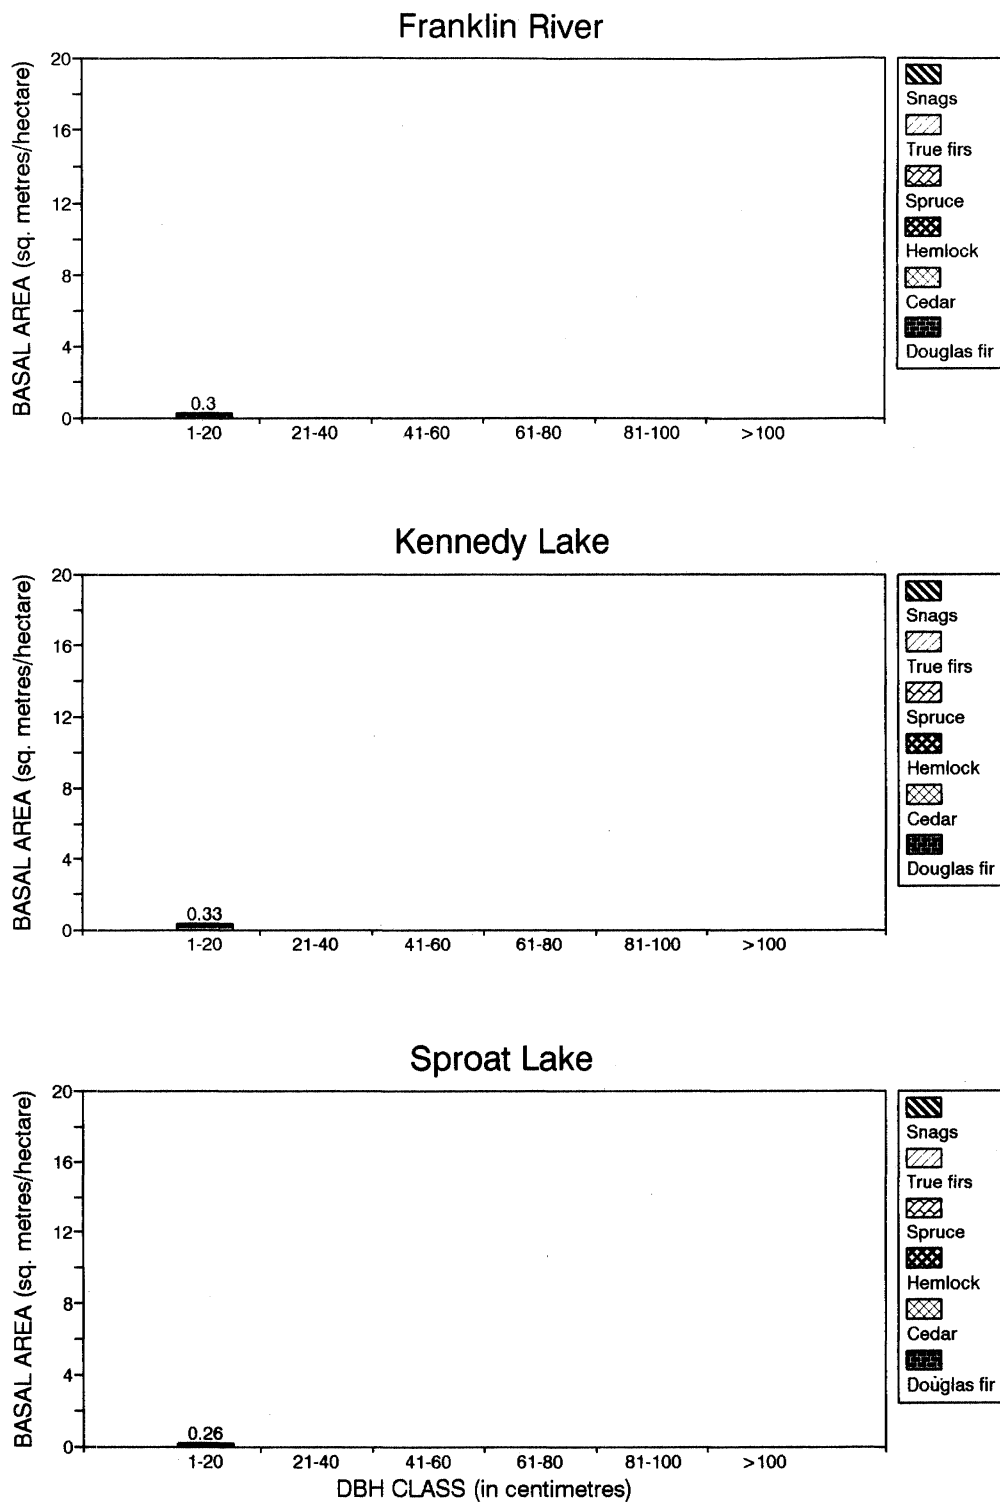 Franklin River
BASAL AREA (sq. metres/hectare)
20
16
12
8
4
0
0.3
1-20 21-40 41-60 61-80 81-100 >100
Snags
True firs
Spruce
Hemlock
Cedar
Douglas fir
Kennedy Lake
BASAL AREA (sq. metres/hectare)
20
16
12
8
4
0
0.33
1-20 21-40 41-60 61-80 81-100 >100
Snags
True firs
Spruce
Hemlock
Cedar
Douglas fir
Sproat Lake
BASAL AREA (sq. metres/hectare)
20
16
12
8
4
0
0.26
1-20 21-40 41-60 61-80 81-100 >100
DBH CLASS (in centimetres)
Snags
True firs
Spruce
Hemlock
Cedar
Douglas fir